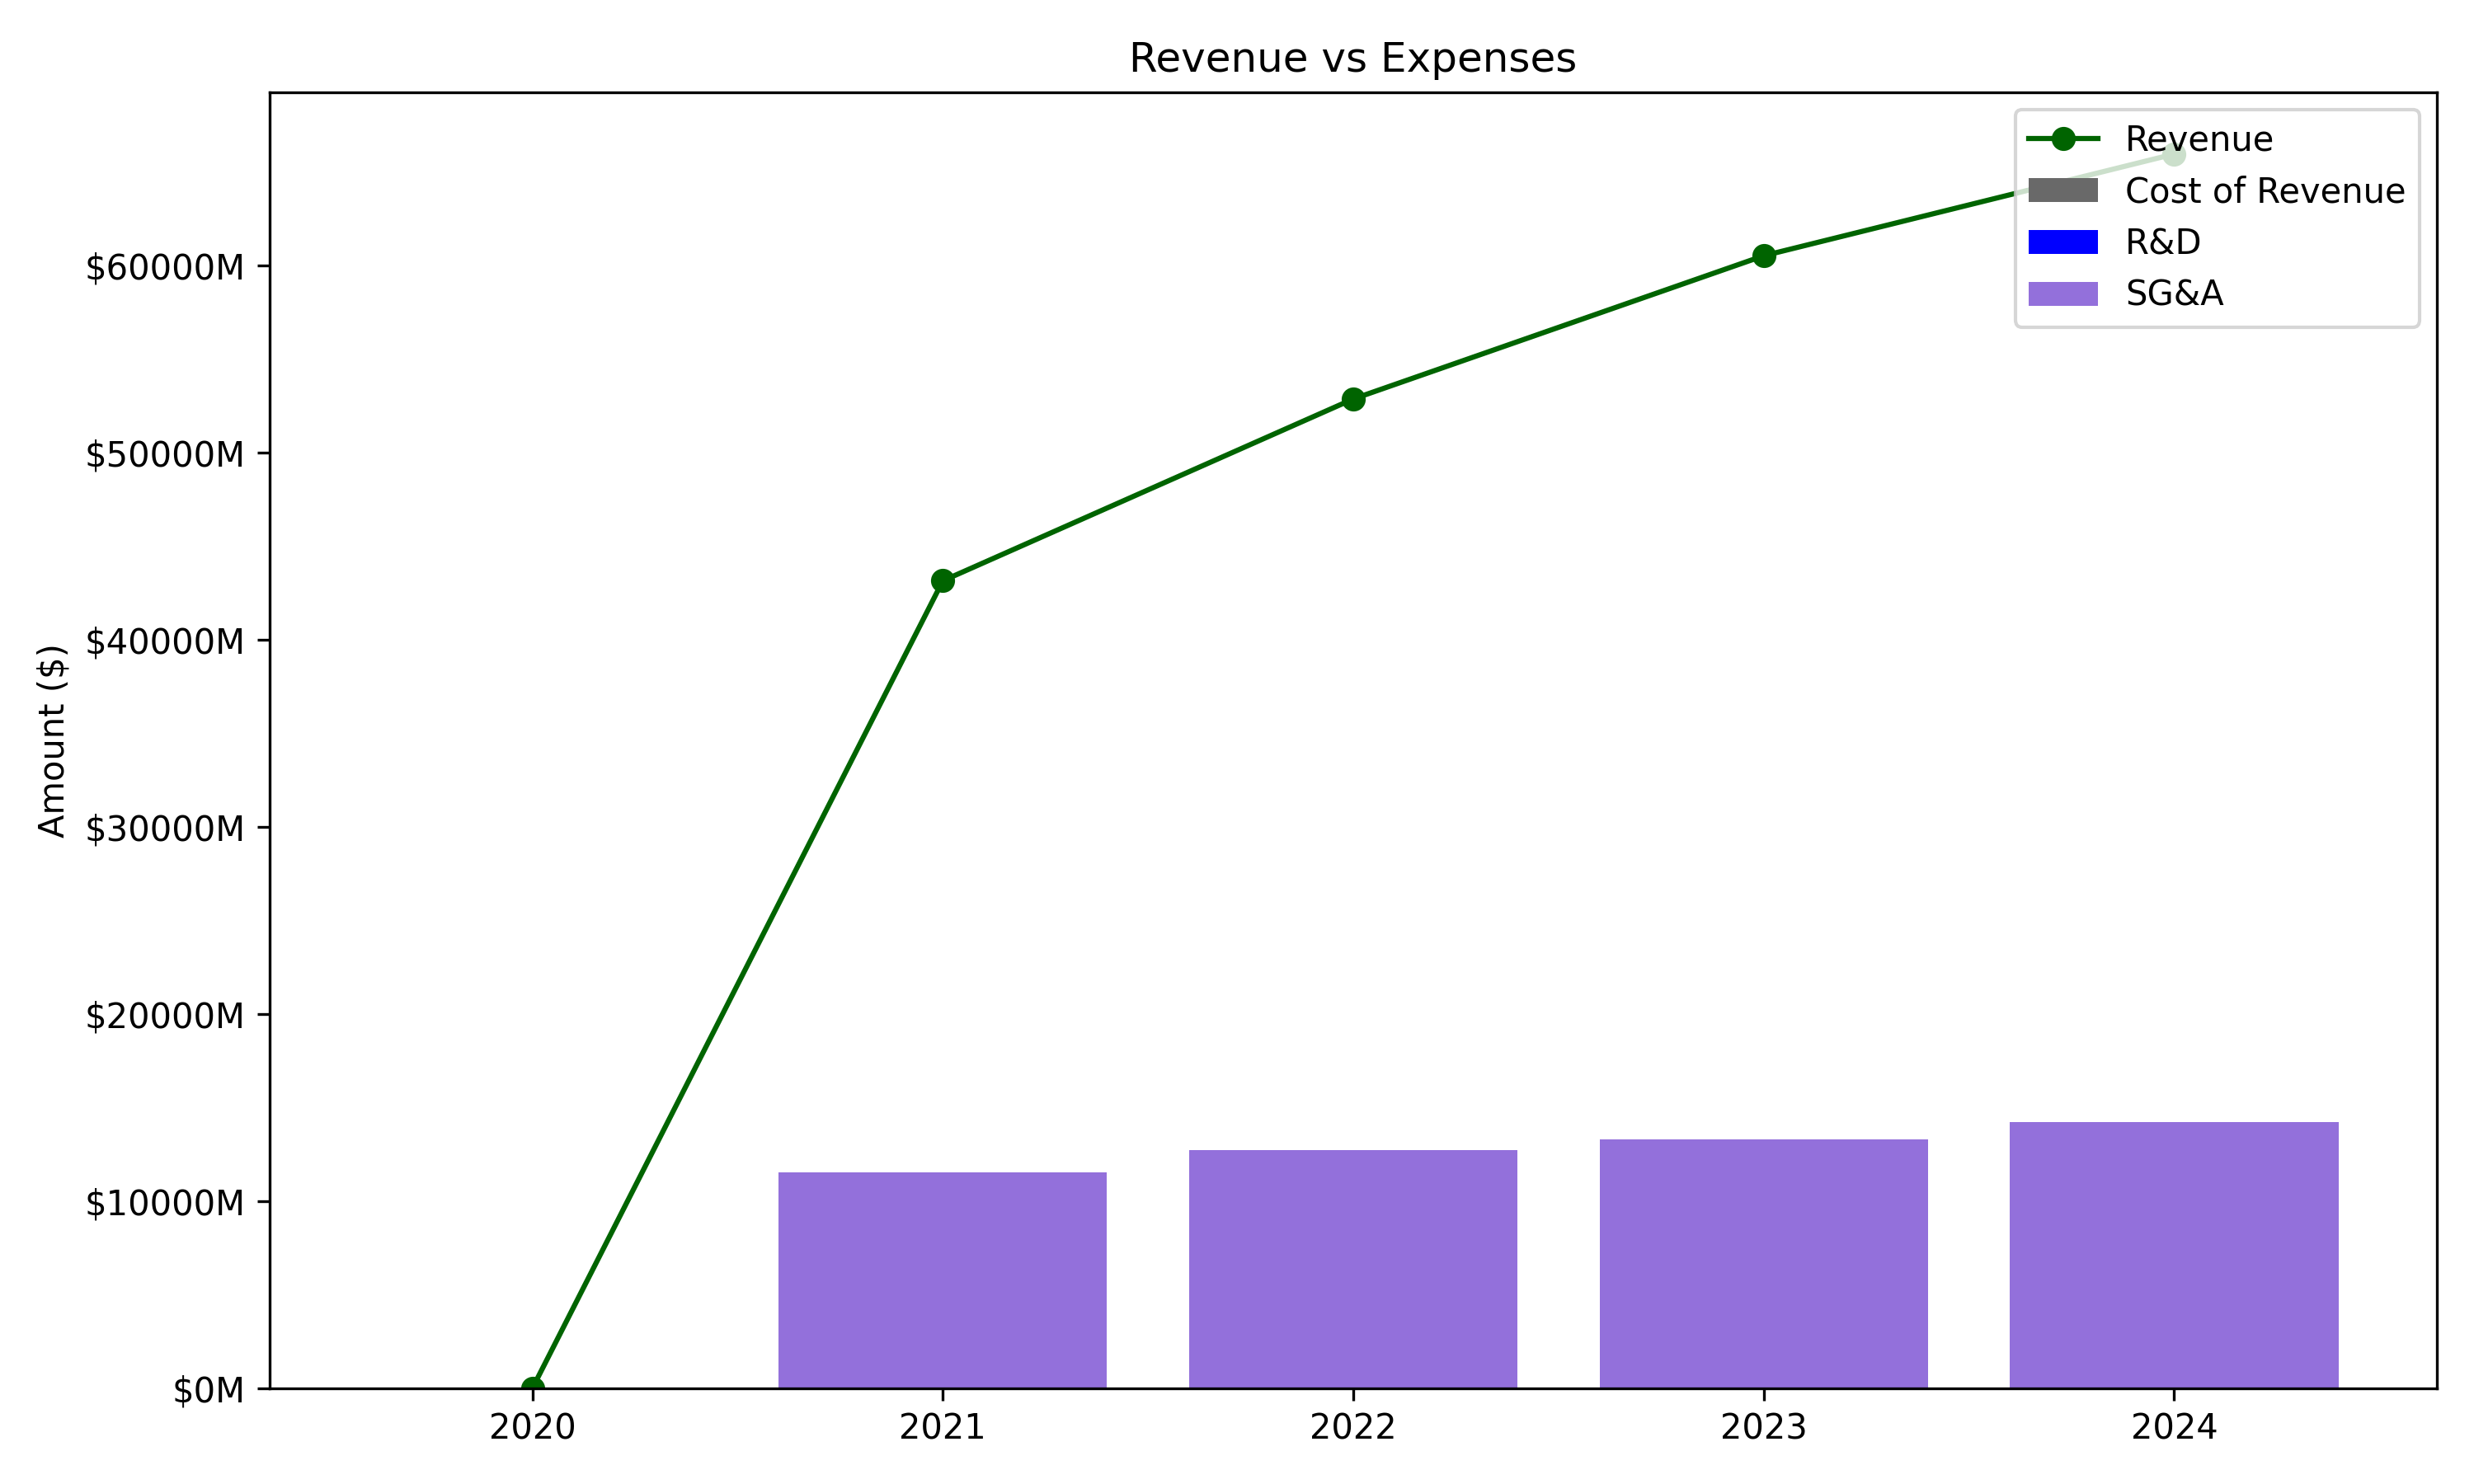 Revenue vs Expenses
Revenue
Cost of Revenue
R&D
SG&A
Amount ($)
$60000M
$50000M
$40000M
$30000M
$20000M
$10000M
$0M
2020 2021 2022 2023 2024